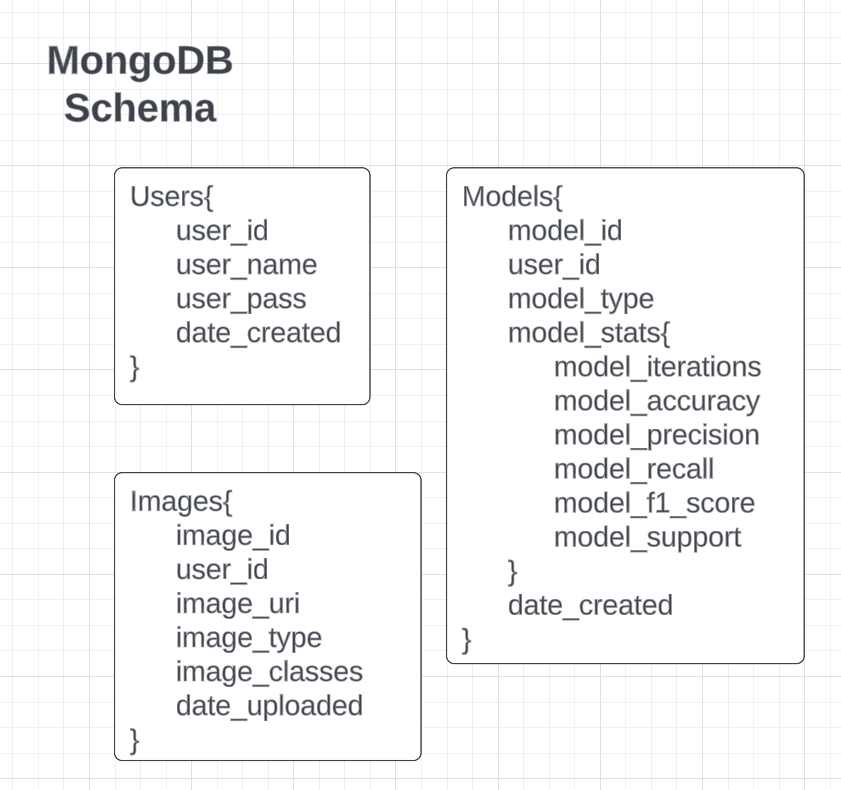 MongoDB
Schema
Users{
user_id
user_name
user_pass
date_created
}
Images{
image_id
user_id
image_uri
image_type
image_classes
date_uploaded
}
Models{
model_id
user_id
model_type
model_stats{
model_iterations
model_accuracy
model_precision
model_recall
model_f1_score
model_support
}
date_created
}